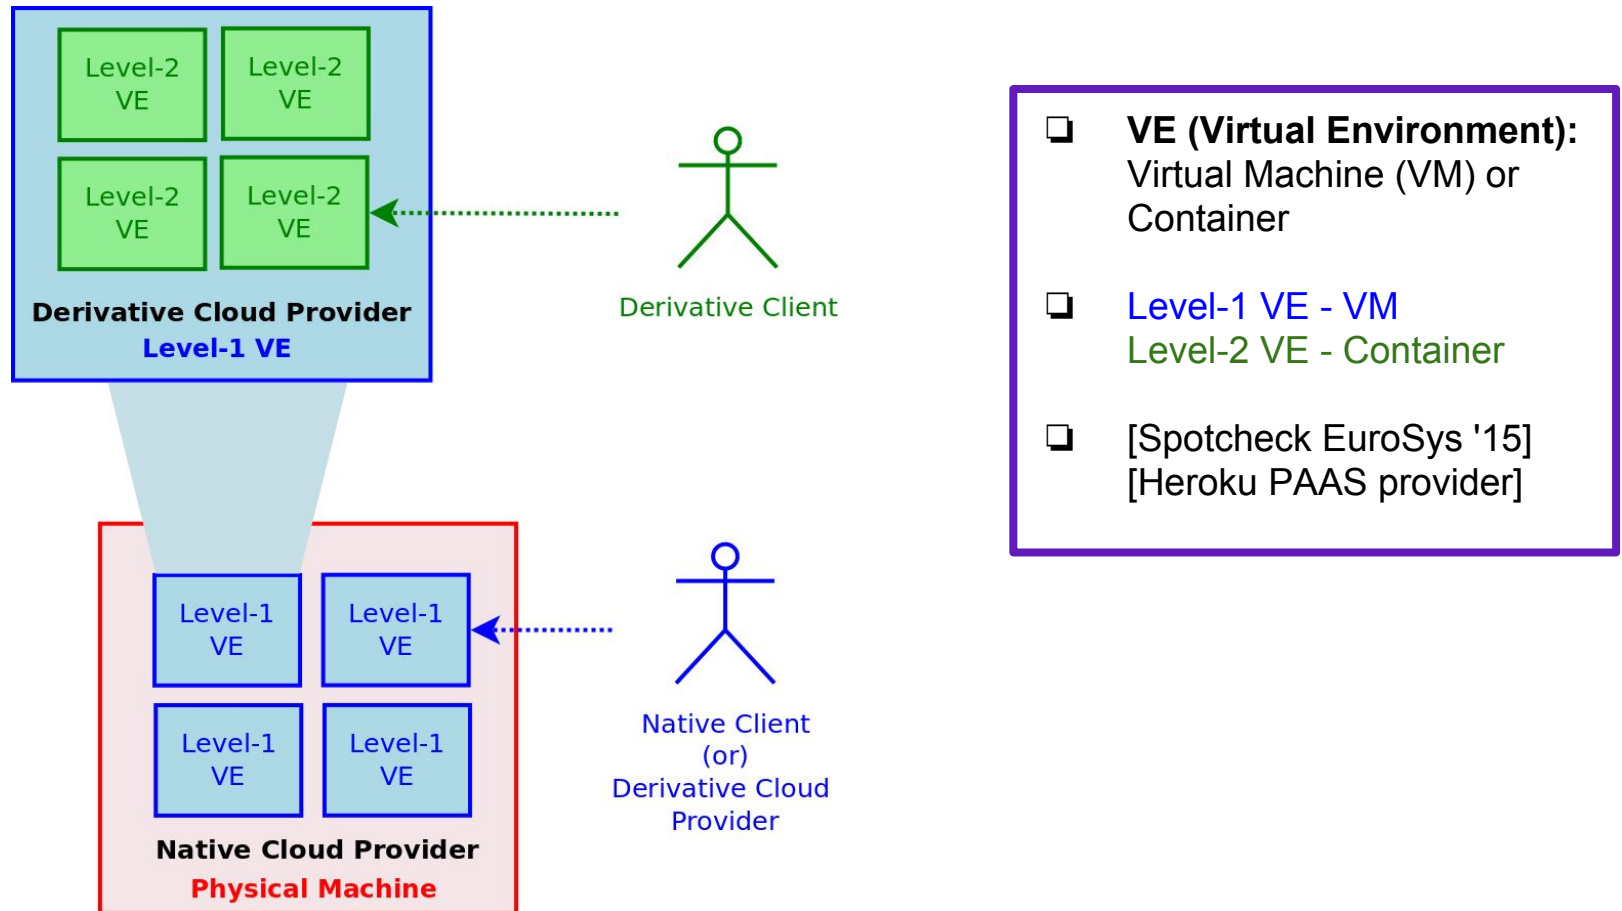 Level-2
VE
Level-2
VE
Level-2
VE
Level-2
VE
Derivative Cloud Provider
Level-1 VE
Derivative Client
Level-1
VE
Level-1
VE
Level-1
VE
Level-1
VE
Native Cloud Provider
Physical Machine
Native Client
(or)
Derivative Cloud
Provider
VE (Virtual Environment):
Virtual Machine (VM) or
Container
Level-1 VE - VM
Level-2 VE - Container
[Spotcheck EuroSys '15]
[Heroku PAAS provider]